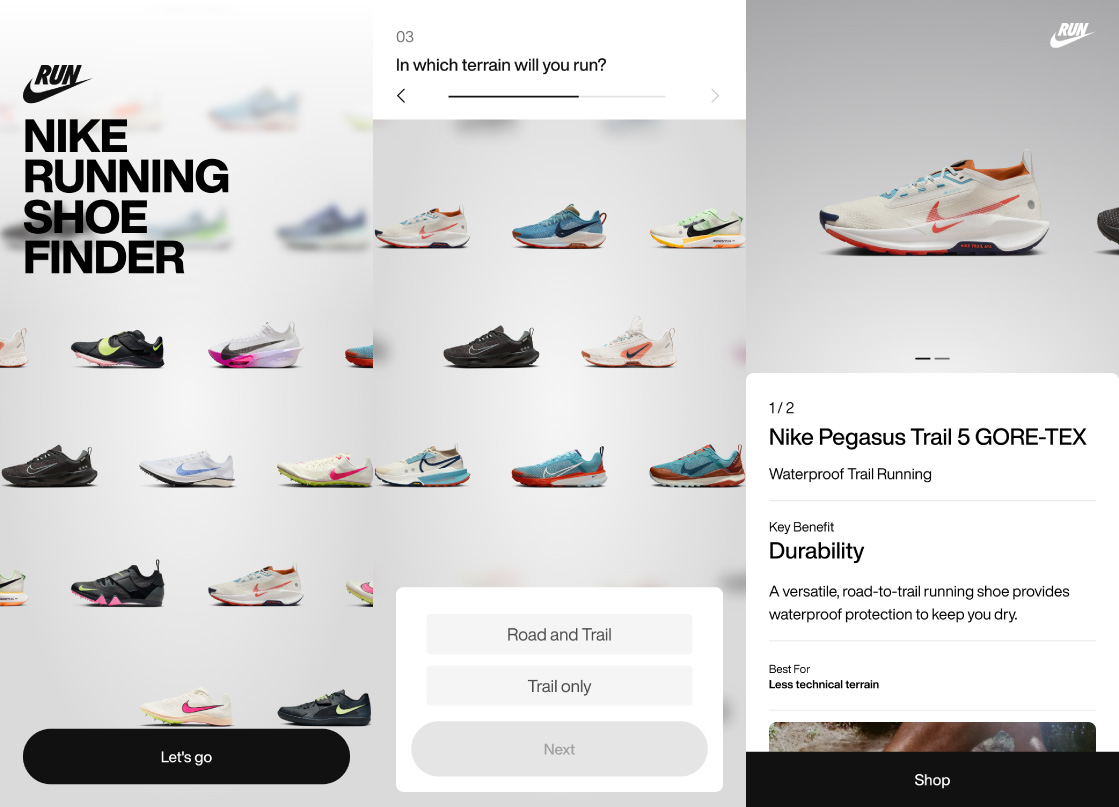 RUN
NIKE
RUNNING
SHOE
FINDER
Let's go
03
In which terrain will you run?
Road and Trail
Trail only
Next
RUN
1 / 2
Nike Pegasus Trail 5 GORE-TEX
Waterproof Trail Running
Key Benefit
Durability
A versatile, road-to-trail running shoe provides
waterproof protection to keep you dry.
Best For
Less technical terrain
Shop